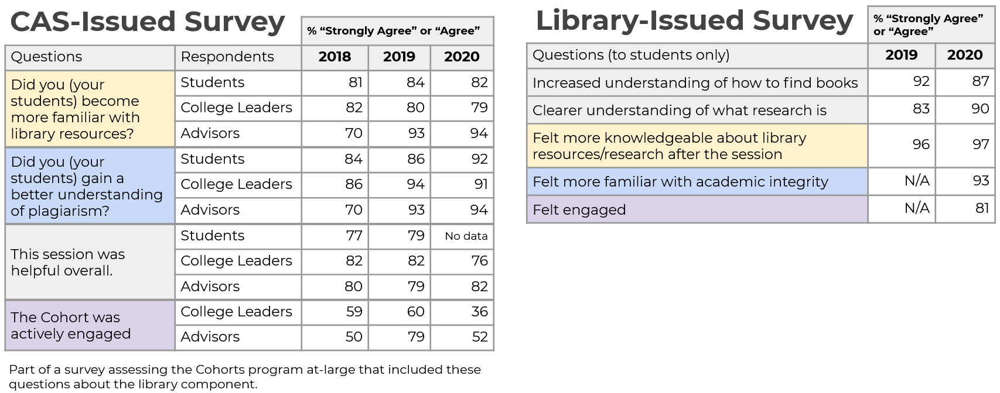 CAS-Issued Survey
% “Strongly Agree” or “Agree”
Questions Respondents 2018 2019 2020
Did you (your
students) become
more familiar with
library resources?
Students 81 84 82
College Leaders 82 80 79
Advisors 70 93 94
Did you (your
students) gain a
better understanding
of plagiarism?
Students 84 86 92
College Leaders 86 94 91
Advisors 70 93 94
This session was
helpful overall.
Students 77 79 No data
College Leaders 82 82 76
Advisors 80 79 82
The Cohort was
actively engaged
College Leaders 59 60 36
Advisors 50 79 52
Part of a survey assessing the Cohorts program at-large that included these
questions about the library component.
Library-Issued Survey
% “Strongly Agree”
or “Agree”
Questions (to students only) 2019 2020
Increased understanding of how to find books 92 87
Clearer understanding of what research is 83 90
Felt more knowledgeable about library
resources/research after the session
96 97
Felt more familiar with academic integrity N/A 93
Felt engaged N/A 81